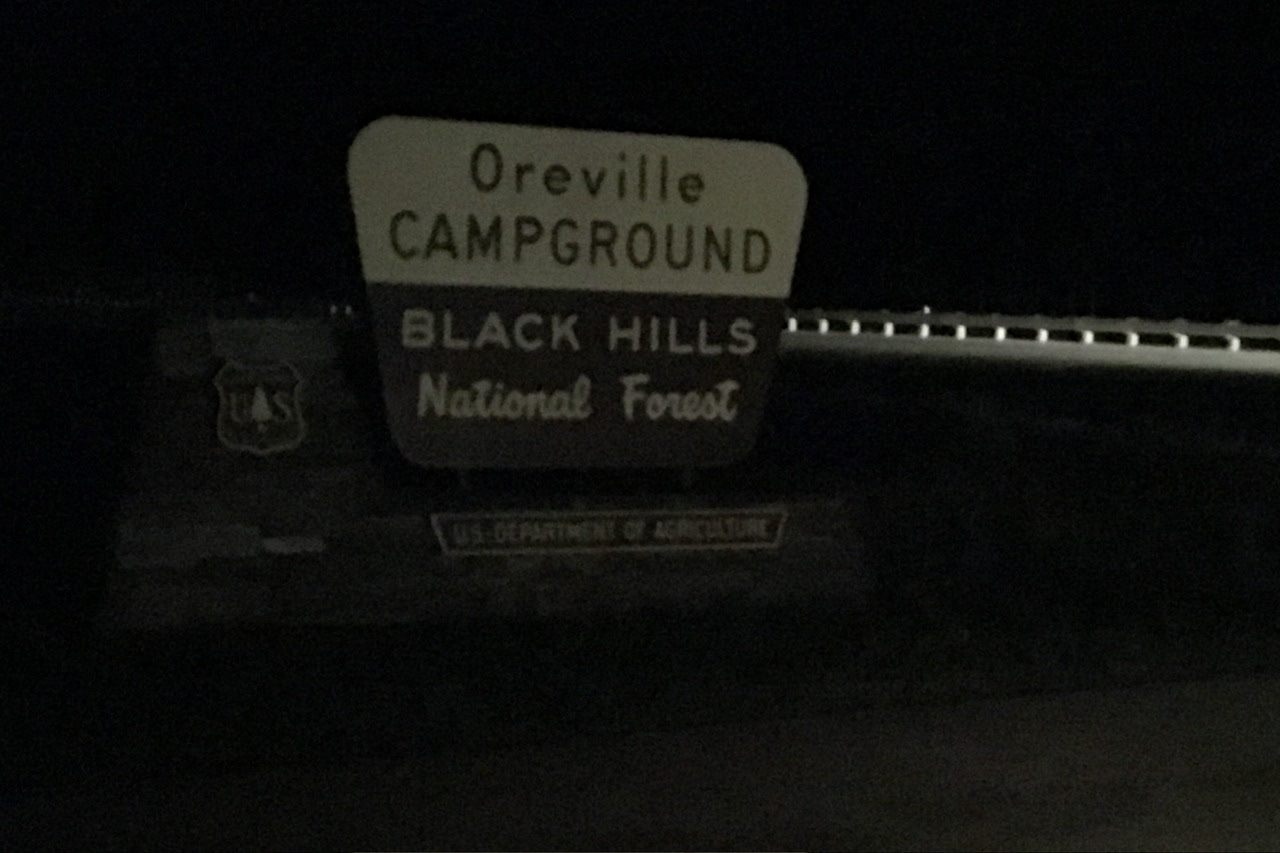 Oreville
CAMPGROUND
BLACK HILLS
National Forest
U S
U.S. DEPARTMENT OF AGRICULTURE